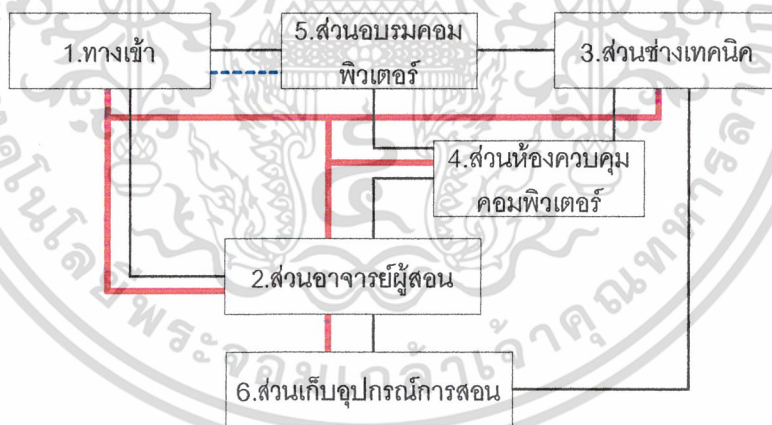 1.ทางเข้า
5.ส่วนอบรมคอม
พิวเตอร์
3.ส่วนช่างเทคนิค
4.ส่วนห้องควบคุม
คอมพิวเตอร์
2.ส่วนอาจารย์ผู้สอน
6.ส่วนเก็บอุปกรณ์การสอน